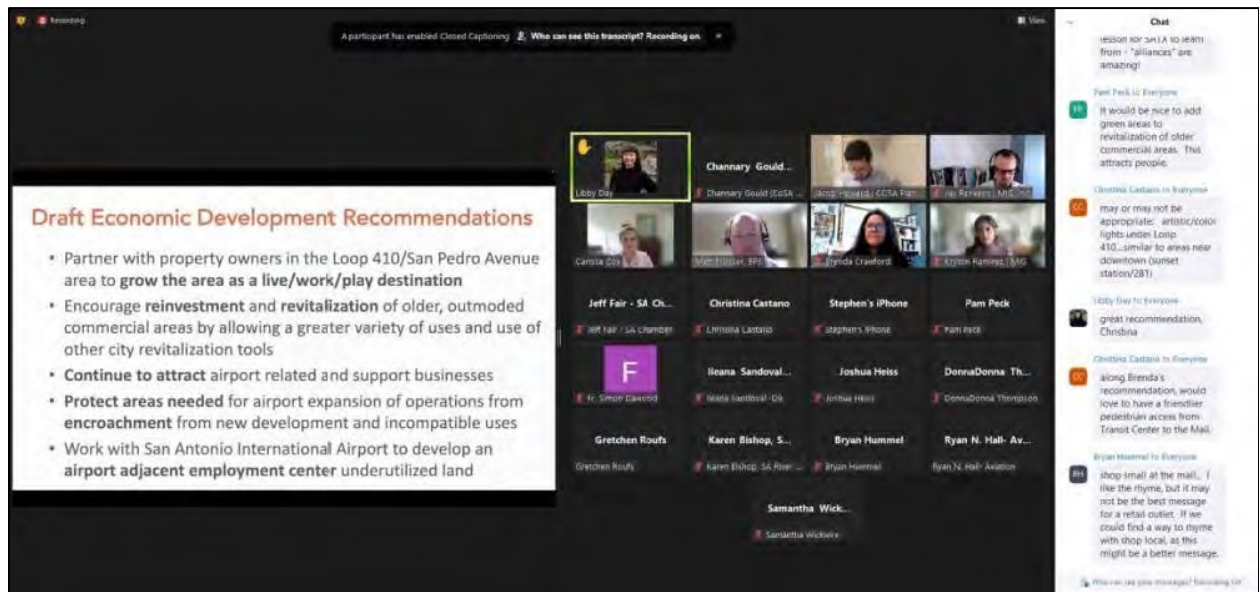 Recording
A participant has enabled Closed Captioning
Who can see this transcript? Recording on
View
Draft Economic Development Recommendations
• Partner with property owners in the Loop 410/San Pedro Avenue
area to grow the area as a live/work/play destination
• Encourage reinvestment and revitalization of older, outmoded
commercial areas by allowing a greater variety of uses and use of
other city revitalization tools
• Continue to attract airport related and support businesses
• Protect areas needed for airport expansion of operations from
encroachment from new development and incompatible uses
• Work with San Antonio International Airport to develop an
airport adjacent employment center underutilized land
Libby Day
Channary Gould...
Channary Gould (CoSA ...
Carissa Cox
Brenda Crawford
Jeff Fair - SA Ch...
Jeff Fair - SA Chamber
Christina Castano
Christina Castano
Stephen's iPhone
Stephen's iPhone
Pam Peck
Pam Peck
F
Fr. Simon Dawood
Ileana Sandoval...
Ileana Sandoval -D9
Joshua Heiss
Joshua Heiss
DonnaDonna Th...
DonnaDonna Thompson
Gretchen Roufs
Gretchen Roufs
Karen Bishop, S...
Karen Bishop, SA River ...
Bryan Hummel
Bryan Hummel
Ryan N. Hall- Av...
Ryan N. Hall- Aviation
Samantha Wick...
Samantha Wickwire
Chat
lesson for SATX to learn
from - "alliances" are
amazing!
Pam Peck to Everyone
It would be nice to add
green areas to
revitalization of older
commercial areas. This
attracts people.
Christina Castano to Everyone
CC
may or may not be
appropriate: artistic/color
lights under Loop
410...similar to areas near
downtown (sunset
station/281)
Libby Day to Everyone
great recommendation,
Christina
Christina Castano to Everyone
CC
along Brenda's
recommendation, would
love to have a friendlier
pedestrian access from
Transit Center to the Mall.
Bryan Hummel to Everyone
BH
shop small at the mall... I
like the rhyme, but it may
not be the best message
for a retail outlet. If we
could find a way to rhyme
with shop local, as this
might be a better message.
Who can see your messages? Recording On